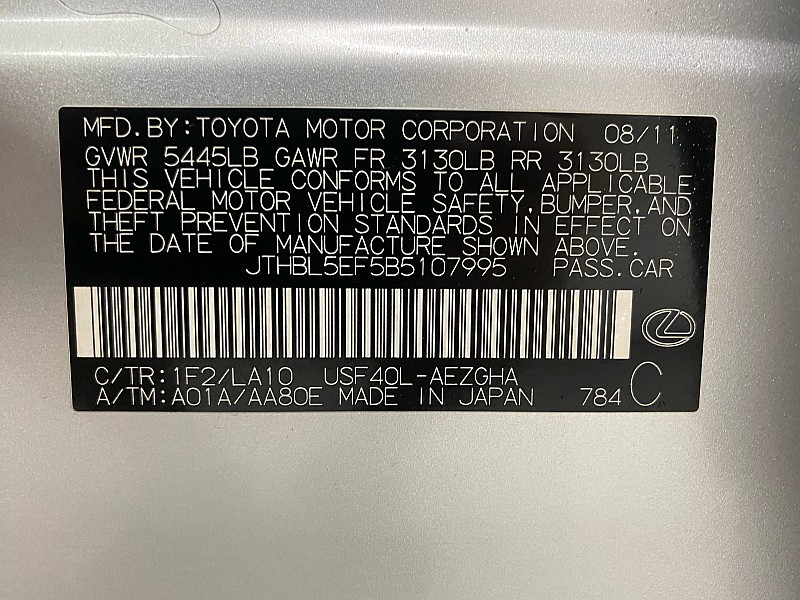 MFD.BY:TOYOTA MOTOR CORPORATION 08/11
GVWR 5445LB GAWR FR 3130LB RR 3130LB
THIS VEHICLE CONFORMS TO ALL APPLICABLE
FEDERAL MOTOR VEHICLE SAFETY,BUMPER,AND
THEFT PREVENTION STANDARDS IN EFFECT ON
THE DATE OF MANUFACTURE SHOWN ABOVE.
JTHBL5EF5B5107995 PASS.CAR
C/TR:1F2/LA10 USF40L-AEZGHA
A/TM:A01A/AA80E MADE IN JAPAN 784 C